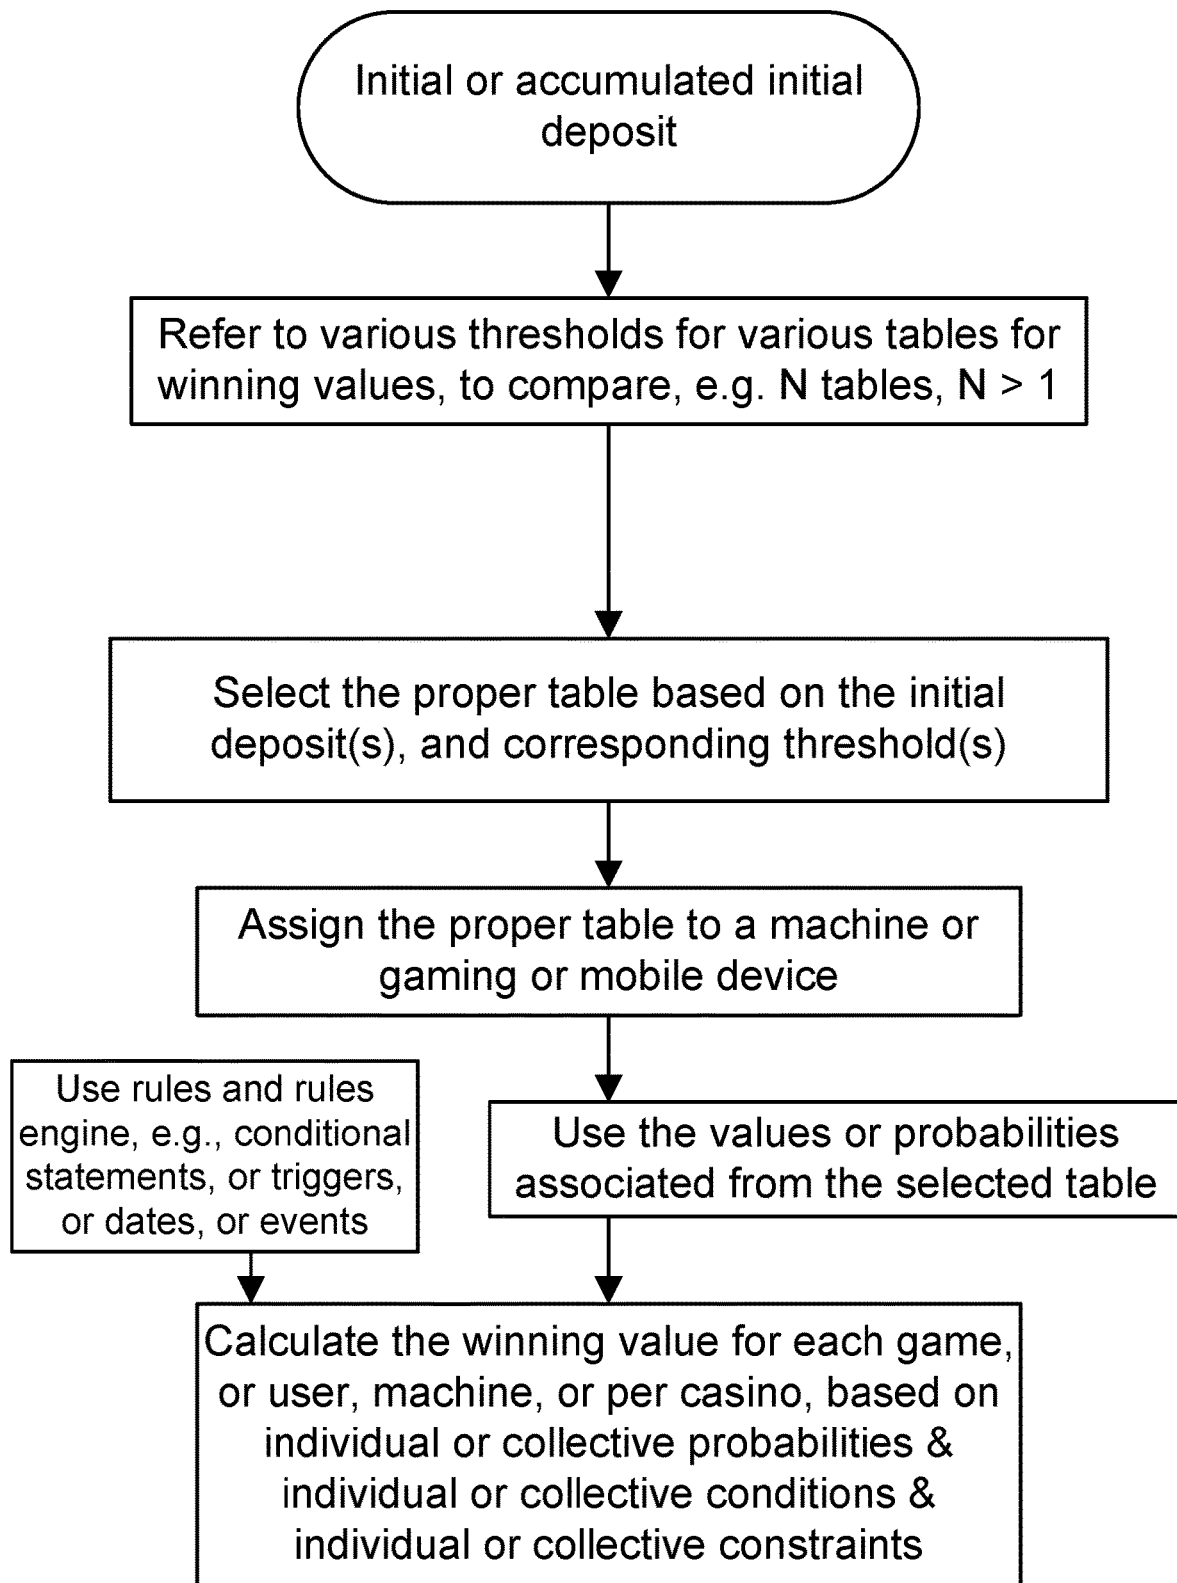 Initial or accumulated initial
deposit
Refer to various thresholds for various tables for
winning values, to compare, e.g. N tables, N > 1
Select the proper table based on the initial
deposit(s), and corresponding threshold(s)
Assign the proper table to a machine or
gaming or mobile device
Use rules and rules
engine, e.g., conditional
statements, or triggers,
or dates, or events
Use the values or probabilities
associated from the selected table
Calculate the winning value for each game,
or user, machine, or per casino, based on
individual or collective probabilities &
individual or collective conditions &
individual or collective constraints